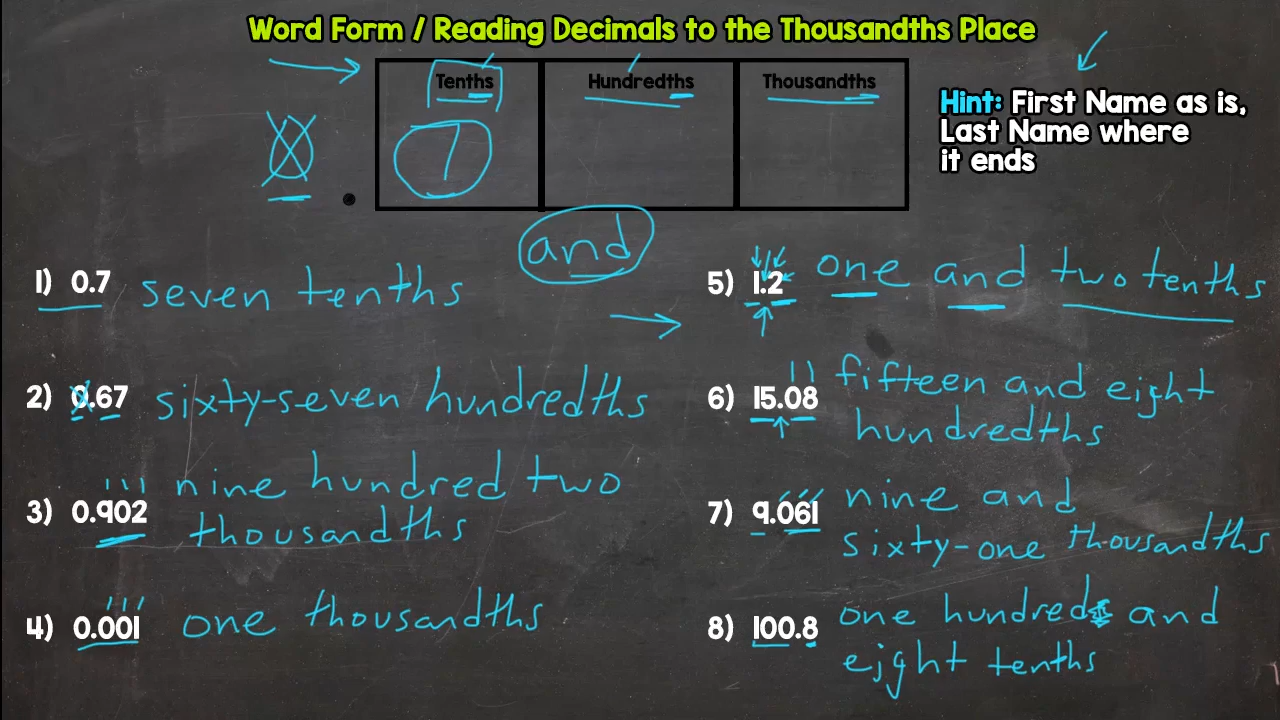 Word Form / Reading Decimals to the Thousandths Place
Tenths Hundredths Thousandths
Hint: First Name as is,
Last Name where
it ends
0 . 7
and
1) 0.7 seven tenths
2) 0.67 sixty-seven hundredths
3) 0.902 nine hundred two
thousandths
4) 0.001 one thousandths
5) 1.2 one and two tenths
6) 15.08 fifteen and eight
hundredths
7) 9.061 nine and
sixty-one thousandths
8) 100.8 one hundred and
eight tenths